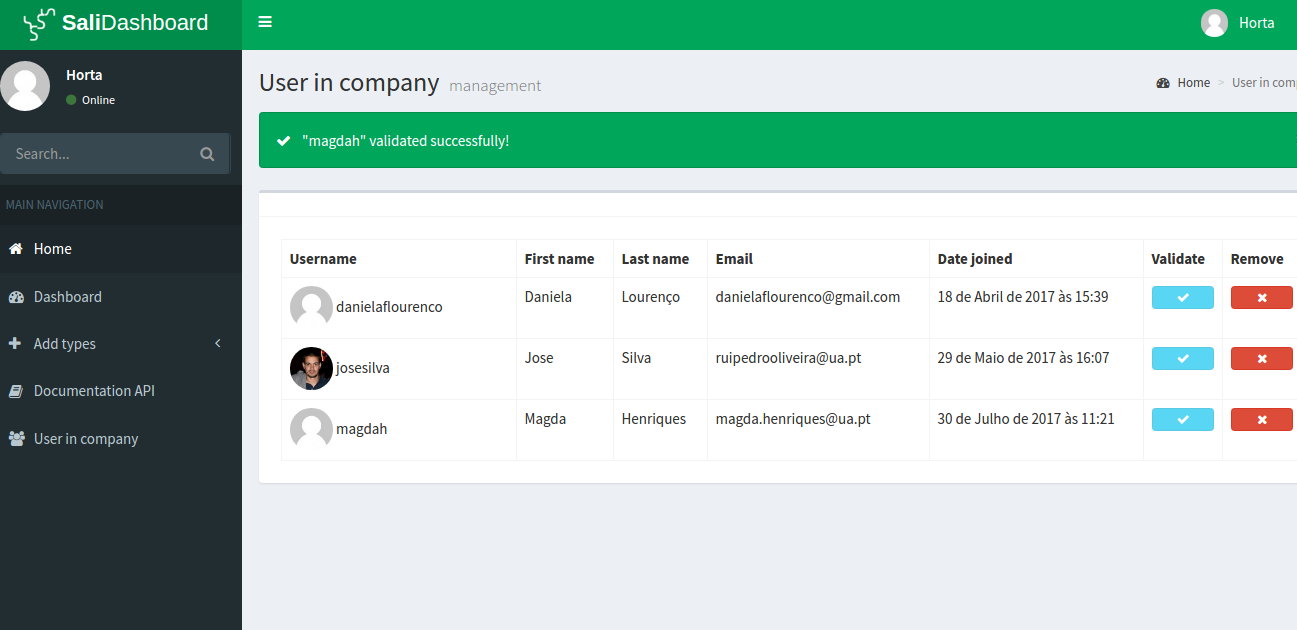 SaliDashboard
Horta
Horta
Online
Search...
MAIN NAVIGATION
Home
Dashboard
Add types
Documentation API
User in company
User in company management
Home > User in com
"magdah" validated successfully!
Username First name Last name Email Date joined Validate Remove
danielaflourenco Daniela Lourenço danielaflourenco@gmail.com 18 de Abril de 2017 às 15:39
josesilva Jose Silva ruipedrooliveira@ua.pt 29 de Maio de 2017 às 16:07
magdah Magda Henriques magda.henriques@ua.pt 30 de Julho de 2017 às 11:21